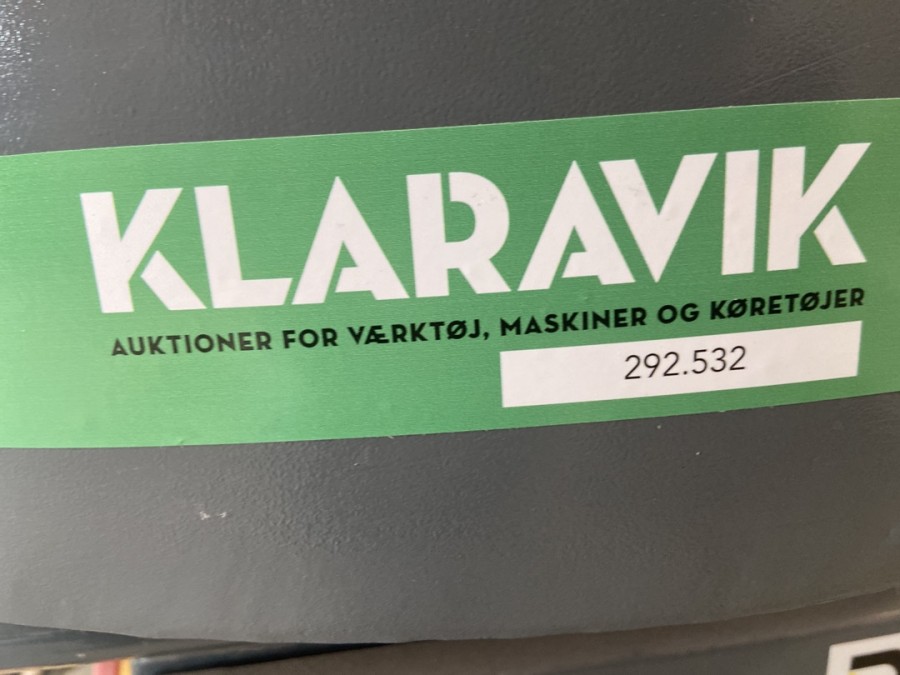 KLARAVIK
AUKTIONER FOR VÆRKTØJ, MASKINER OG KØRETØJER
292.532